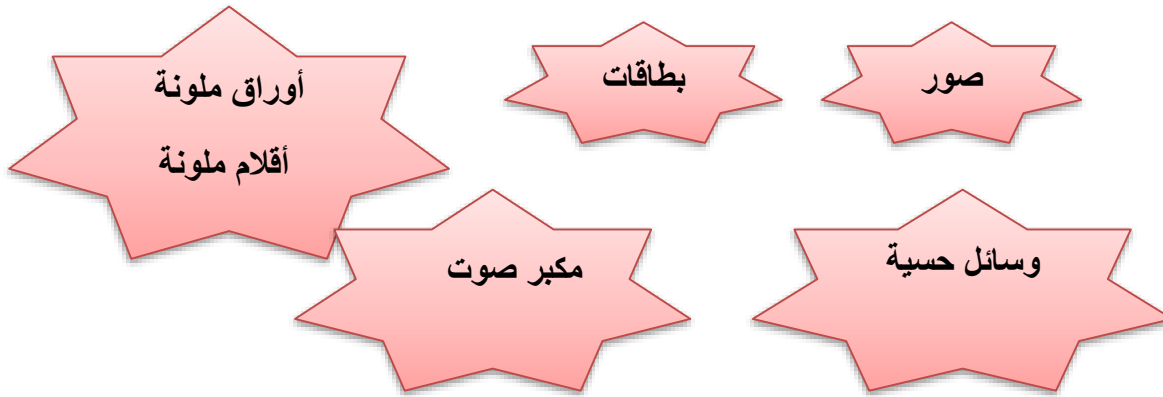 صور
بطاقات
أوراق ملونة
أقلام ملونة
وسائل حسية
مكبر صوت